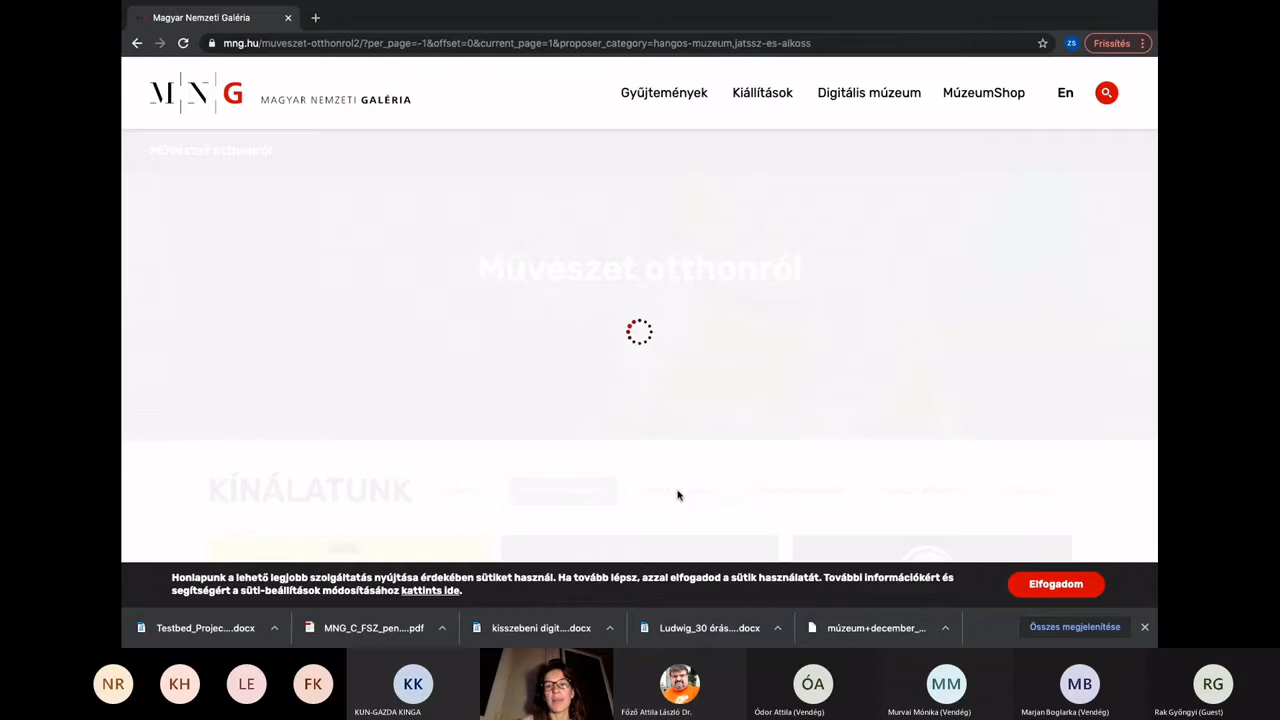 Magyar Nemzeti Galéria
mng.hu/muveszet-otthonrol2/?per_page=-1&offset=0&current_page=1&proposer_category=hangos-muzeum,jatssz-es-alkoss
ZS
Frissítés
MNG MAGYAR NEMZETI GALÉRIA
Gyűjtemények Kiállítások Digitális múzeum MúzeumShop En
Művészet otthonról
Művészet otthonról
KÍNÁLATUNK
Honlapunk a lehető legjobb szolgáltatás nyújtása érdekében sütiket használ. Ha tovább lépsz, azzal elfogadod a sütik használatát. További információkért és
segítségért a süti-beállítások módosításához kattints ide.
Elfogadom
Testbed_Projec....docx MNG_C_FSZ_pen....pdf kisszebeni digit....docx Ludwig_30 órás....docx múzeum+december_... Összes megjelenítése
NR KH LE FK KK ÓA MM MB RG
KUN-GAZDA KINGA Főző Attila László Dr. Ódor Attila (Vendég) Murvai Mónika (Vendég) Marjan Boglarka (Vendég) Rak Gyöngyi (Guest)